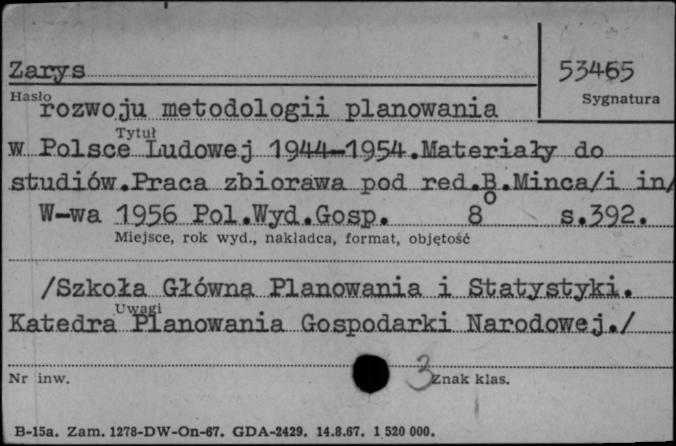 Zarys
53465
Hasło
Sygnatura
rozwoju metodologii planowania
Tytuł
w Polsce Ludowej 1944-1954.Materiały do
studiów.Praca zbiorawa pod red.B.Minca/i in/
W-wa 1956 Pol.Wyd.Gosp. 8o s.392.
Miejsce, rok wyd., nakładca, format, objętość
/Szkoła Główna Planowania i Statystyki.
Uwagi
Katedra Planowania Gospodarki Narodowej./
3
Nr inw.
Znak klas.
B-15a. Zam. 1278-DW-On-67. GDA-2429. 14.8.67. 1 520 000.